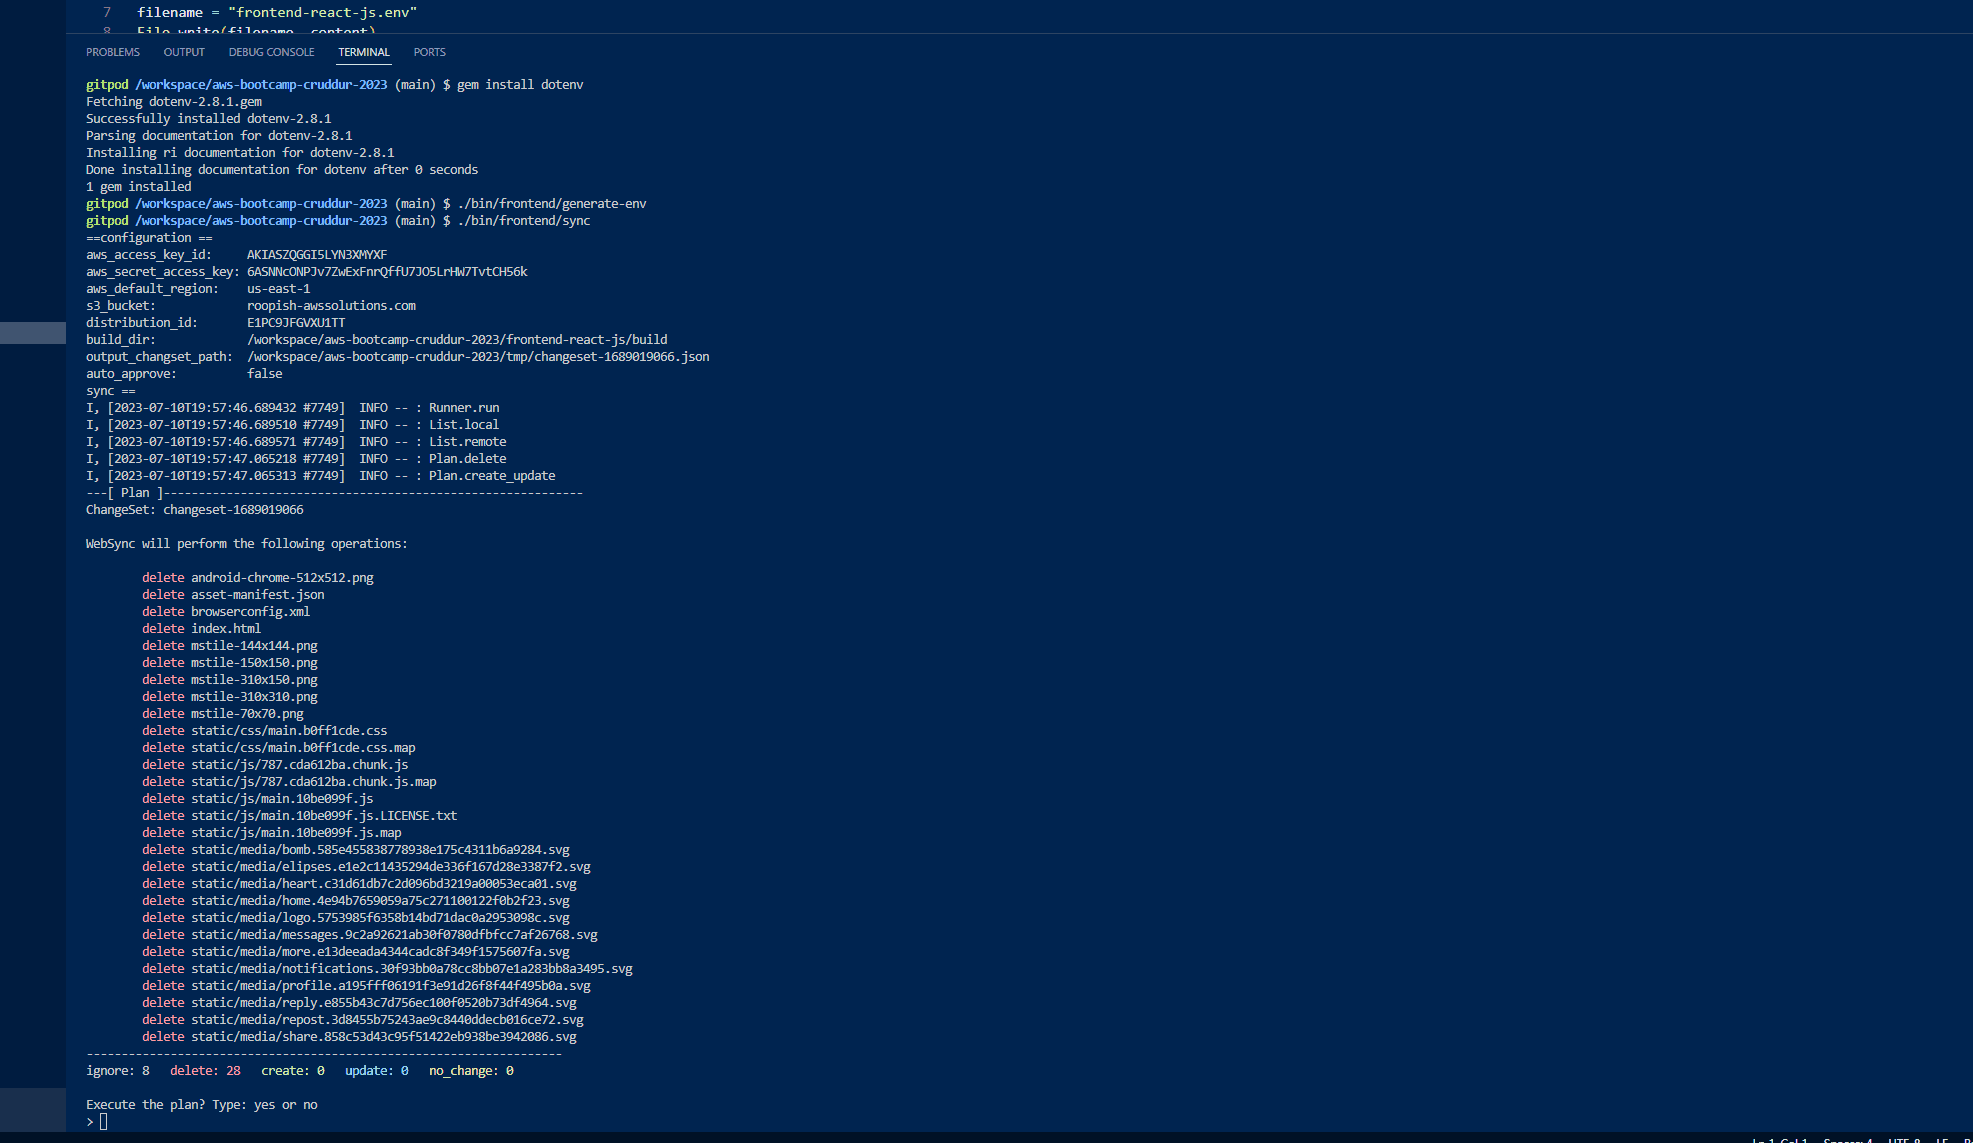 7 filename = "frontend-react-js.env"
8 File.write(filename, content)
PROBLEMS OUTPUT DEBUG CONSOLE TERMINAL PORTS
gitpod /workspace/aws-bootcamp-cruddur-2023 (main) $ gem install dotenv
Fetching dotenv-2.8.1.gem
Successfully installed dotenv-2.8.1
Parsing documentation for dotenv-2.8.1
Installing ri documentation for dotenv-2.8.1
Done installing documentation for dotenv after 0 seconds
1 gem installed
gitpod /workspace/aws-bootcamp-cruddur-2023 (main) $ ./bin/frontend/generate-env
gitpod /workspace/aws-bootcamp-cruddur-2023 (main) $ ./bin/frontend/sync
==configuration ==
aws_access_key_id: AKIASZQGGI5LYN3XMYXF
aws_secret_access_key: 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
aws_default_region: us-east-1
s3_bucket: roopish-awssolutions.com
distribution_id: E1PC9JFGVXU1TT
build_dir: /workspace/aws-bootcamp-cruddur-2023/frontend-react-js/build
output_changset_path: /workspace/aws-bootcamp-cruddur-2023/tmp/changeset-1689019066.json
auto_approve: false
sync ==
I, [2023-07-10T19:57:46.689432 #7749] INFO -- : Runner.run
I, [2023-07-10T19:57:46.689510 #7749] INFO -- : List.local
I, [2023-07-10T19:57:46.689571 #7749] INFO -- : List.remote
I, [2023-07-10T19:57:47.065218 #7749] INFO -- : Plan.delete
I, [2023-07-10T19:57:47.065313 #7749] INFO -- : Plan.create_update
---[ Plan ]------------------------------------------------------------
ChangeSet: changeset-1689019066
WebSync will perform the following operations:
delete android-chrome-512x512.png
delete asset-manifest.json
delete browserconfig.xml
delete index.html
delete mstile-144x144.png
delete mstile-150x150.png
delete mstile-310x150.png
delete mstile-310x310.png
delete mstile-70x70.png
delete static/css/main.b0ff1cde.css
delete static/css/main.b0ff1cde.css.map
delete static/js/787.cda612ba.chunk.js
delete static/js/787.cda612ba.chunk.js.map
delete static/js/main.10be099f.js
delete static/js/main.10be099f.js.LICENSE.txt
delete static/js/main.10be099f.js.map
delete static/media/bomb.585e455838778938e175c4311b6a9284.svg
delete static/media/elipses.e1e2c11435294de336f167d28e3387f2.svg
delete static/media/heart.c31d61db7c2d096bd3219a00053eca01.svg
delete static/media/home.4e94b7659059a75c271100122f0b2f23.svg
delete static/media/logo.5753985f6358b14bd71dac0a2953098c.svg
delete static/media/messages.9c2a92621ab30f0780dfbfcc7af26768.svg
delete static/media/more.e13deeada4344cadc8f349f1575607fa.svg
delete static/media/notifications.30f93bb0a78cc8bb07e1a283bb8a3495.svg
delete static/media/profile.a195fff06191f3e91d26f8f44f495b0a.svg
delete static/media/reply.e855b43c7d756ec100f0520b73df4964.svg
delete static/media/repost.3d8455b75243ae9c8440ddecb016ce72.svg
delete static/media/share.858c53d43c95f51422eb938be3942086.svg
--------------------------------------------------------------------
ignore: 8 delete: 28 create: 0 update: 0 no_change: 0
Execute the plan? Type: yes or no
>